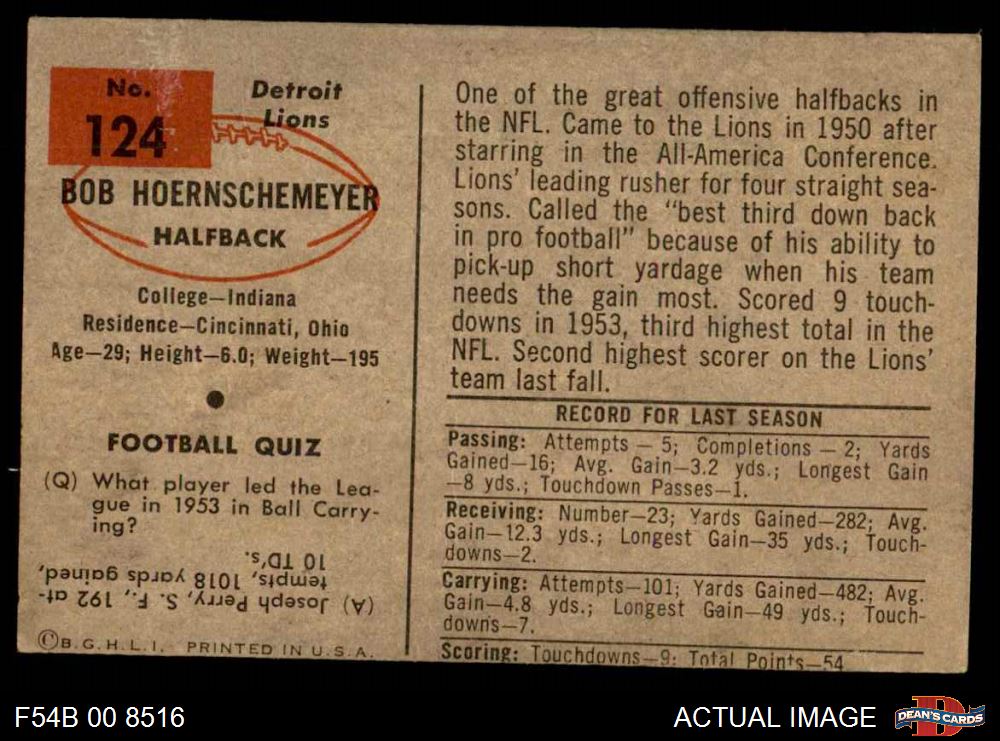 No.
124
Detroit
Lions
BOB HOERNSCHEMEYER
HALFBACK
College—Indiana
Residence—Cincinnati, Ohio
Age—29; Height—6.0; Weight—195
FOOTBALL QUIZ
(Q) What player led the Lea-
gue in 1953 in Ball Carry-
ing?
(A) Joseph Perry, S. F., 192 at-
tempts, 1018 yards gained,
10 TD's.
©B.G.H.L.I. PRINTED IN U.S.A.
One of the great offensive halfbacks in
the NFL. Came to the Lions in 1950 after
starring in the All-America Conference.
Lions' leading rusher for four straight sea-
sons. Called the "best third down back
in pro football" because of his ability to
pick-up short yardage when his team
needs the gain most. Scored 9 touch-
downs in 1953, third highest total in the
NFL. Second highest scorer on the Lions'
team last fall.
RECORD FOR LAST SEASON
Passing: Attempts — 5; Completions — 2; Yards
Gained—16; Avg. Gain—3.2 yds.; Longest Gain
—8 yds.; Touchdown Passes—1.
Receiving: Number—23; Yards Gained—282; Avg.
Gain—12.3 yds.; Longest Gain—35 yds.; Touch-
downs—2.
Carrying: Attempts—101; Yards Gained—482; Avg.
Gain—4.8 yds.; Longest Gain—49 yds.; Touch-
downs—7.
Scoring: Touchdowns—9; Total Points—54
F54B 00 8516
ACTUAL IMAGE
D
DEAN'S CARDS